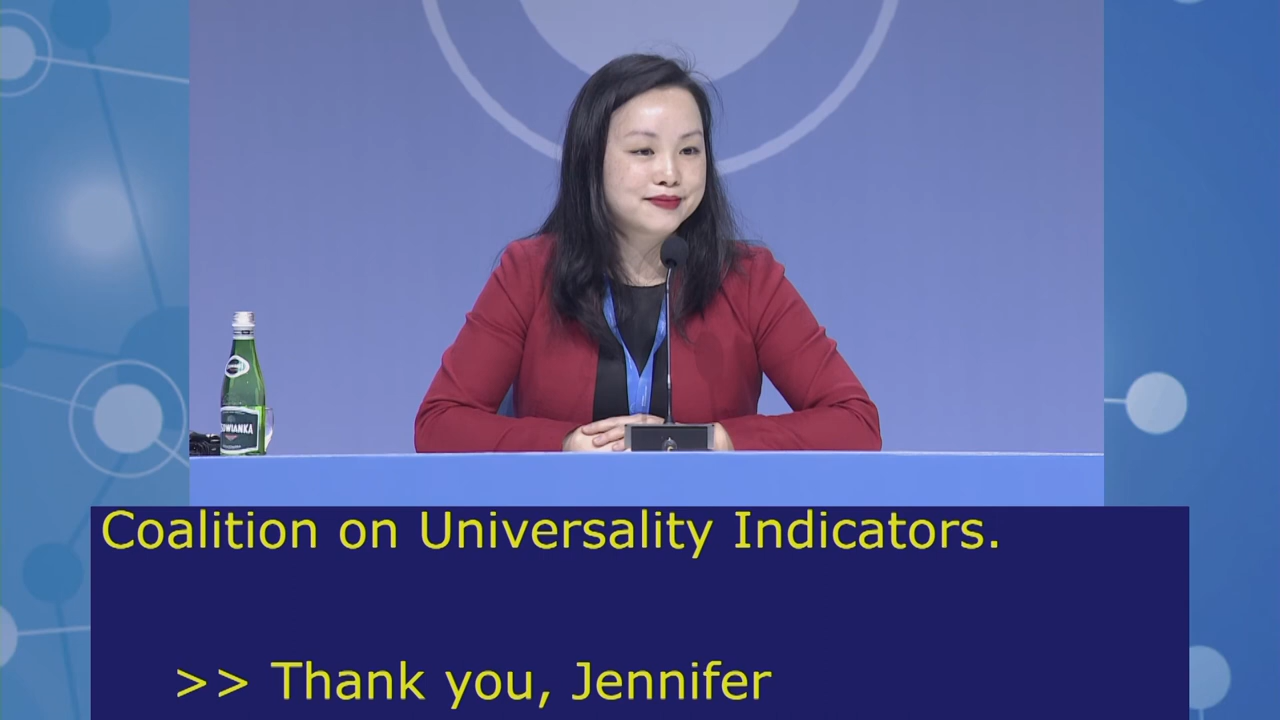 Coalition on Universality Indicators.
>> Thank you, Jennifer